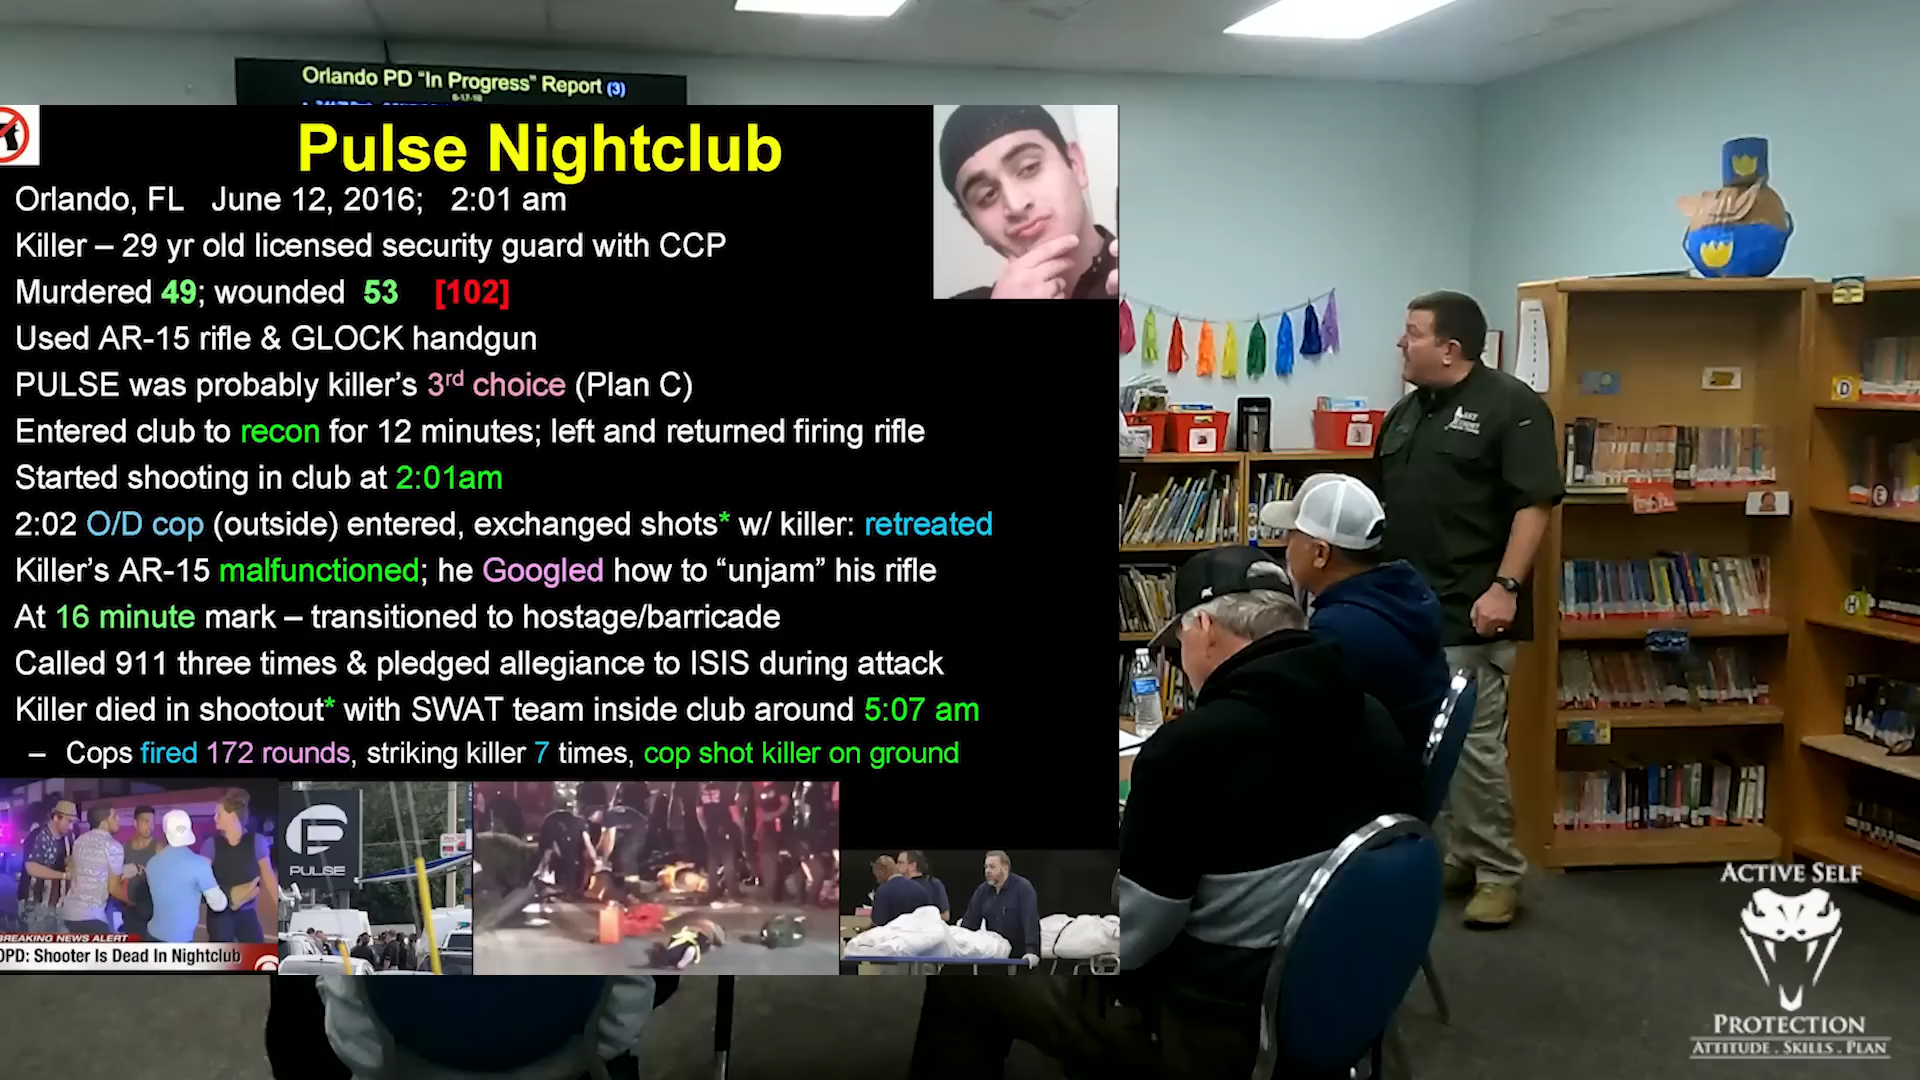 Orlando PD “In Progress” Report (3)
Pulse Nightclub
Orlando, FL June 12, 2016; 2:01 am
Killer – 29 yr old licensed security guard with CCP
Murdered 49; wounded 53 [102]
Used AR-15 rifle & GLOCK handgun
PULSE was probably killer’s 3rd choice (Plan C)
Entered club to recon for 12 minutes; left and returned firing rifle
Started shooting in club at 2:01am
2:02 O/D cop (outside) entered, exchanged shots* w/ killer: retreated
Killer’s AR-15 malfunctioned; he Googled how to “unjam” his rifle
At 16 minute mark – transitioned to hostage/barricade
Called 911 three times & pledged allegiance to ISIS during attack
Killer died in shootout* with SWAT team inside club around 5:07 am
– Cops fired 172 rounds, striking killer 7 times, cop shot killer on ground
PULSE
BREAKING NEWS ALERT
OPD: Shooter Is Dead In Nightclub
D
E
H
ACTIVE SELF
PROTECTION
ATTITUDE . SKILLS . PLAN